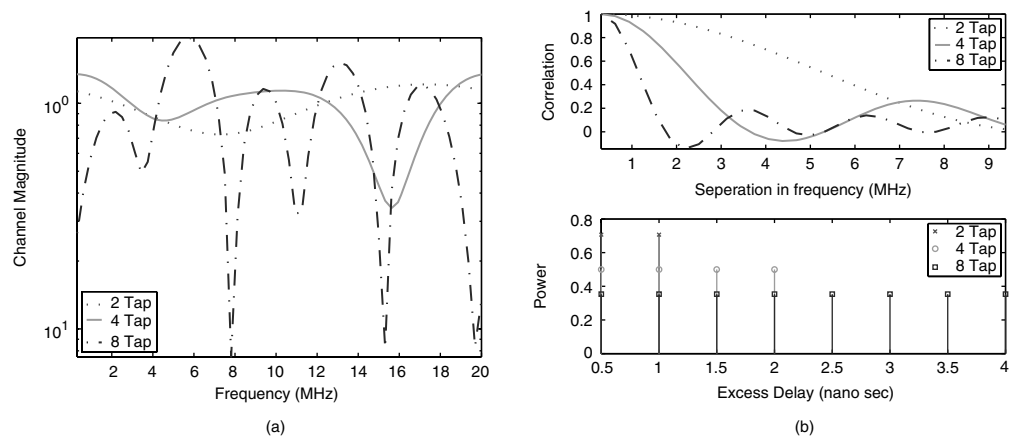 10^0
10^1
Channel Magnitude
2 Tap
4 Tap
8 Tap
2 4 6 8 10 12 14 16 18 20
Frequency (MHz)
(a)
1
0.8
0.6
0.4
0.2
0
Correlation
2 Tap
4 Tap
8 Tap
1 2 3 4 5 6 7 8 9
Seperation in frequency (MHz)
0.8
0.6
0.4
0.2
0
Power
2 Tap
4 Tap
8 Tap
0.5 1 1.5 2 2.5 3 3.5 4
Excess Delay (nano sec)
(b)